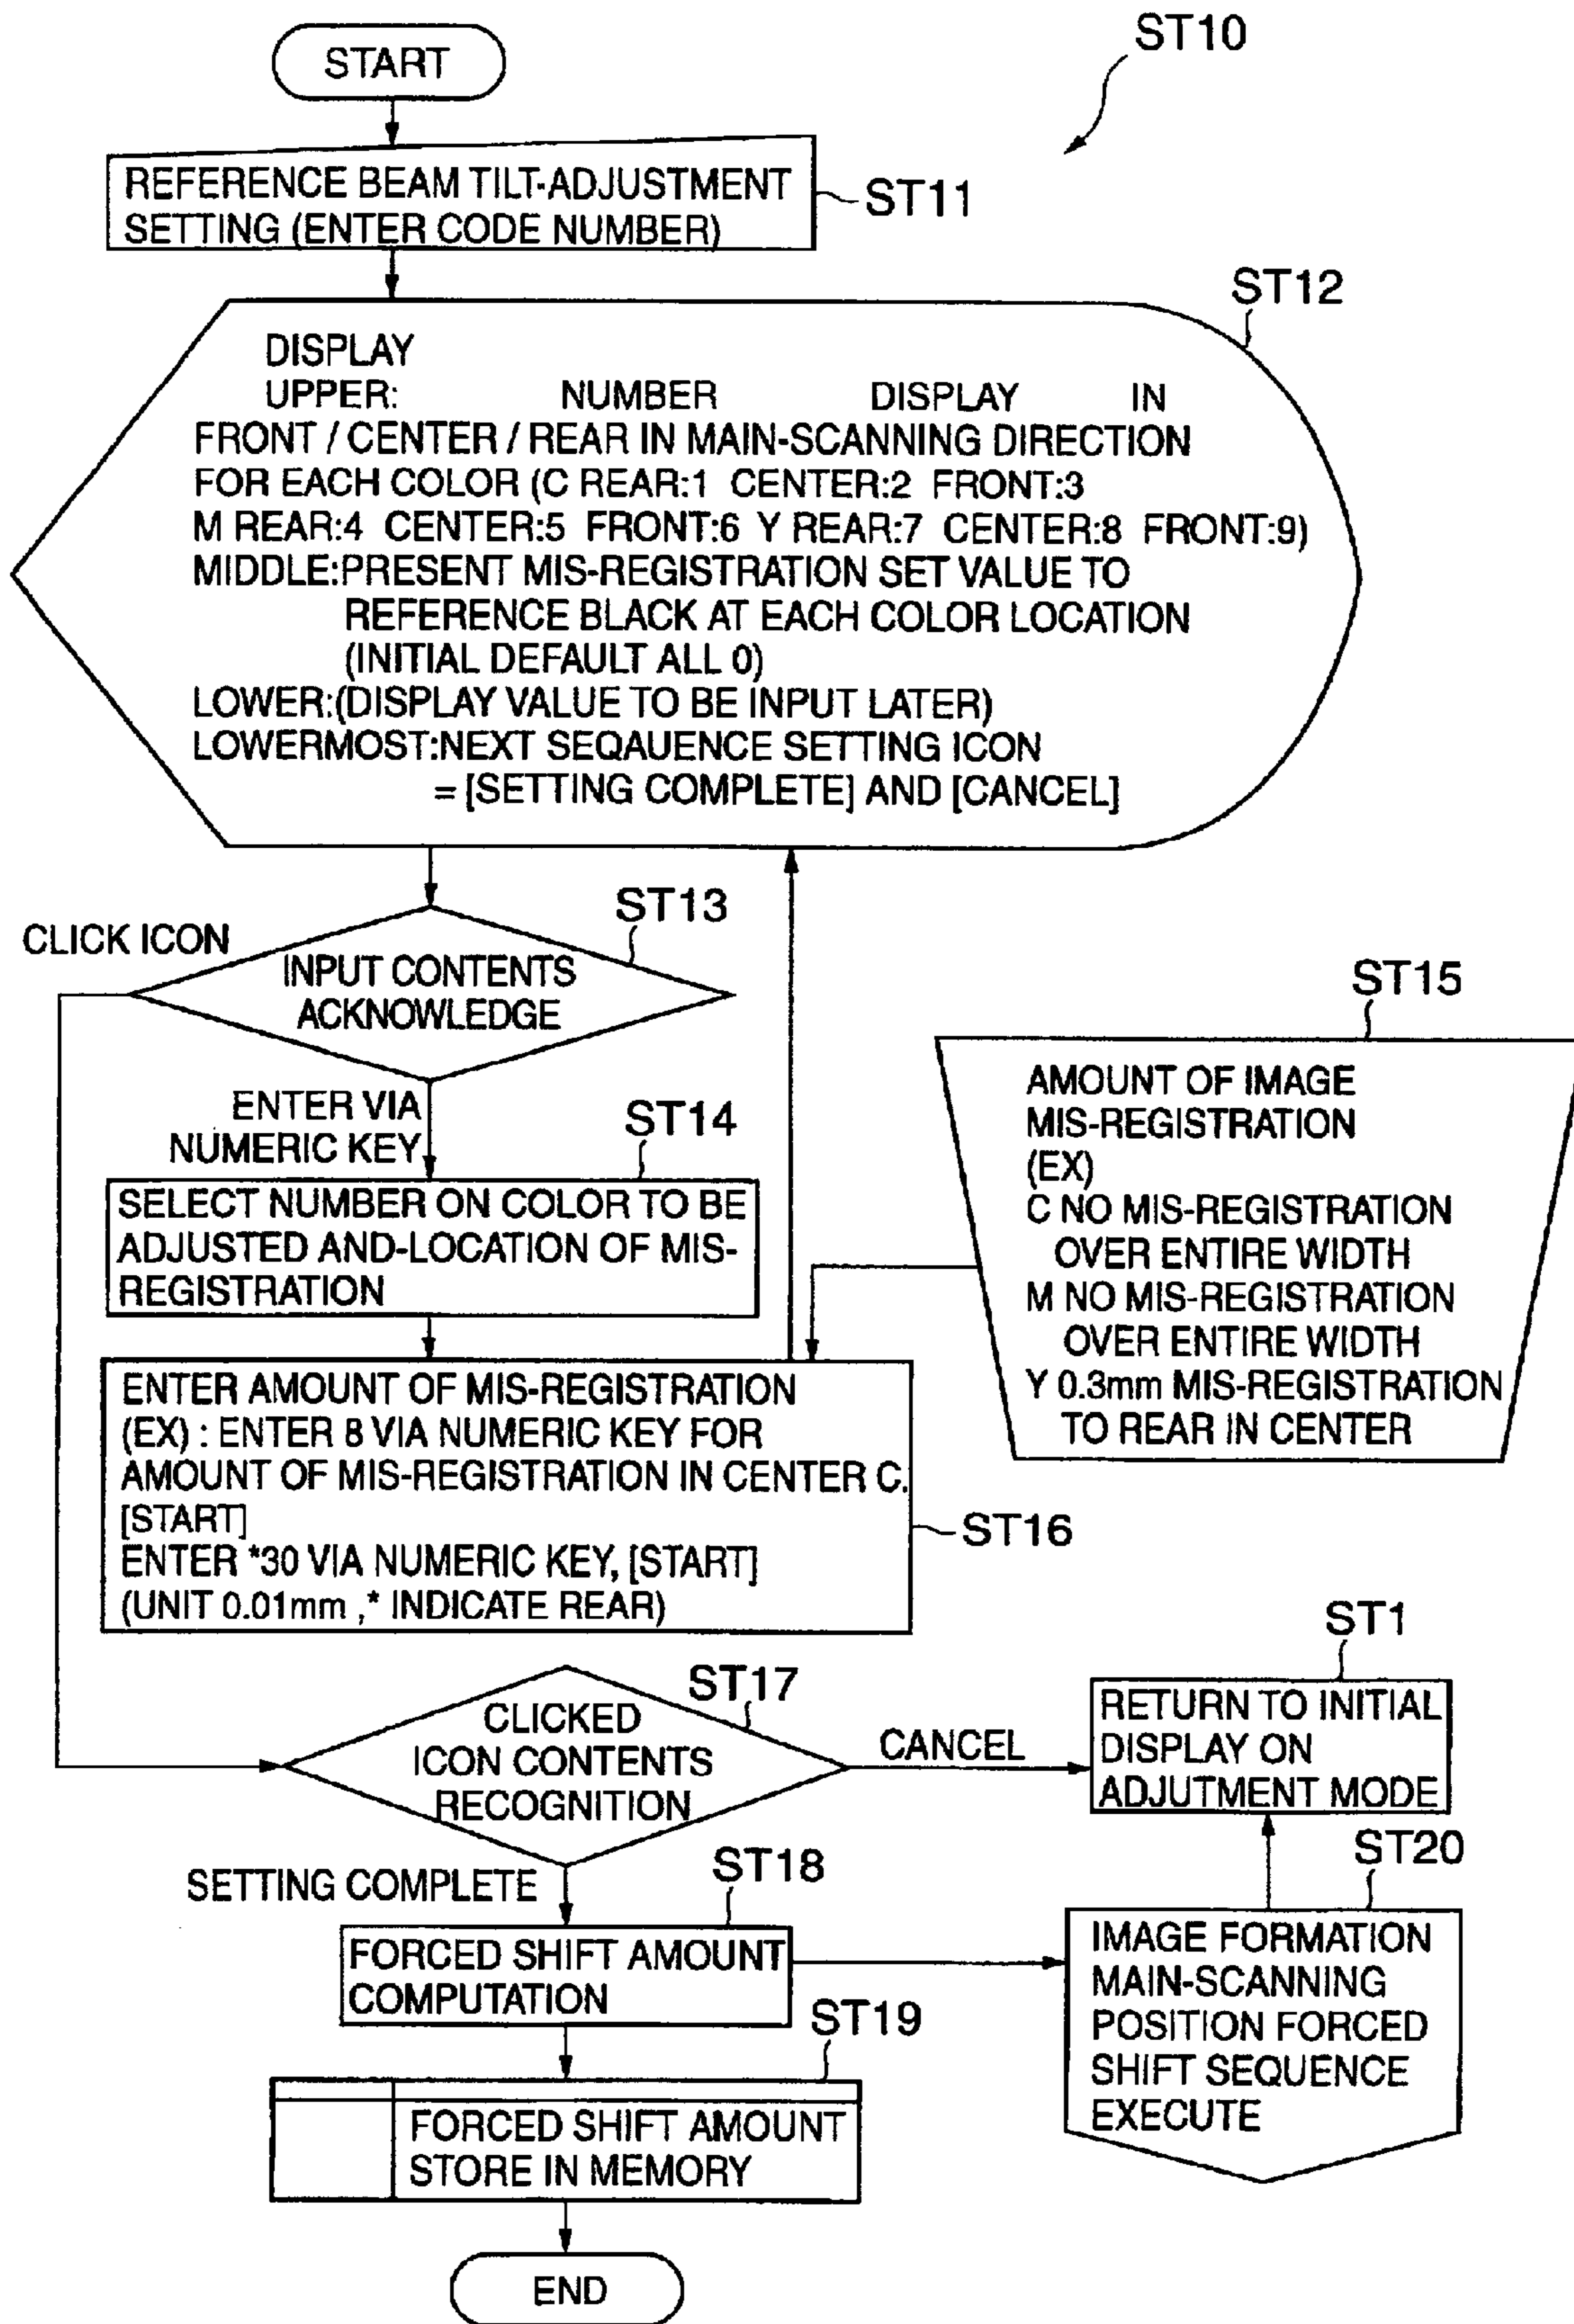 ST10
START
REFERENCE BEAM TILT-ADJUSTMENT
SETTING (ENTER CODE NUMBER)
ST11
ST12
DISPLAY
UPPER: NUMBER DISPLAY IN
FRONT / CENTER / REAR IN MAIN-SCANNING DIRECTION
FOR EACH COLOR (C REAR:1 CENTER:2 FRONT:3
M REAR:4 CENTER:5 FRONT:6 Y REAR:7 CENTER:8 FRONT:9)
MIDDLE:PRESENT MIS-REGISTRATION SET VALUE TO
REFERENCE BLACK AT EACH COLOR LOCATION
(INITIAL DEFAULT ALL 0)
LOWER:(DISPLAY VALUE TO BE INPUT LATER)
LOWERMOST:NEXT SEQAUENCE SETTING ICON
= [SETTING COMPLETE] AND [CANCEL]
ST13
CLICK ICON
INPUT CONTENTS
ACKNOWLEDGE
ENTER VIA
NUMERIC KEY
ST14
SELECT NUMBER ON COLOR TO BE
ADJUSTED AND-LOCATION OF MIS-
REGISTRATION
ST15
AMOUNT OF IMAGE
MIS-REGISTRATION
(EX)
C NO MIS-REGISTRATION
OVER ENTIRE WIDTH
M NO MIS-REGISTRATION
OVER ENTIRE WIDTH
Y 0.3mm MIS-REGISTRATION
TO REAR IN CENTER
ENTER AMOUNT OF MIS-REGISTRATION
(EX) : ENTER 8 VIA NUMERIC KEY FOR
AMOUNT OF MIS-REGISTRATION IN CENTER C.
[START]
ENTER *30 VIA NUMERIC KEY, [START]
(UNIT 0.01mm ,* INDICATE REAR)
ST16
ST17
CLICKED
ICON CONTENTS
RECOGNITION
CANCEL
ST1
RETURN TO INITIAL
DISPLAY ON
ADJUTMENT MODE
SETTING COMPLETE
ST18
FORCED SHIFT AMOUNT
COMPUTATION
ST20
IMAGE FORMATION
MAIN-SCANNING
POSITION FORCED
SHIFT SEQUENCE
EXECUTE
ST19
FORCED SHIFT AMOUNT
STORE IN MEMORY
END